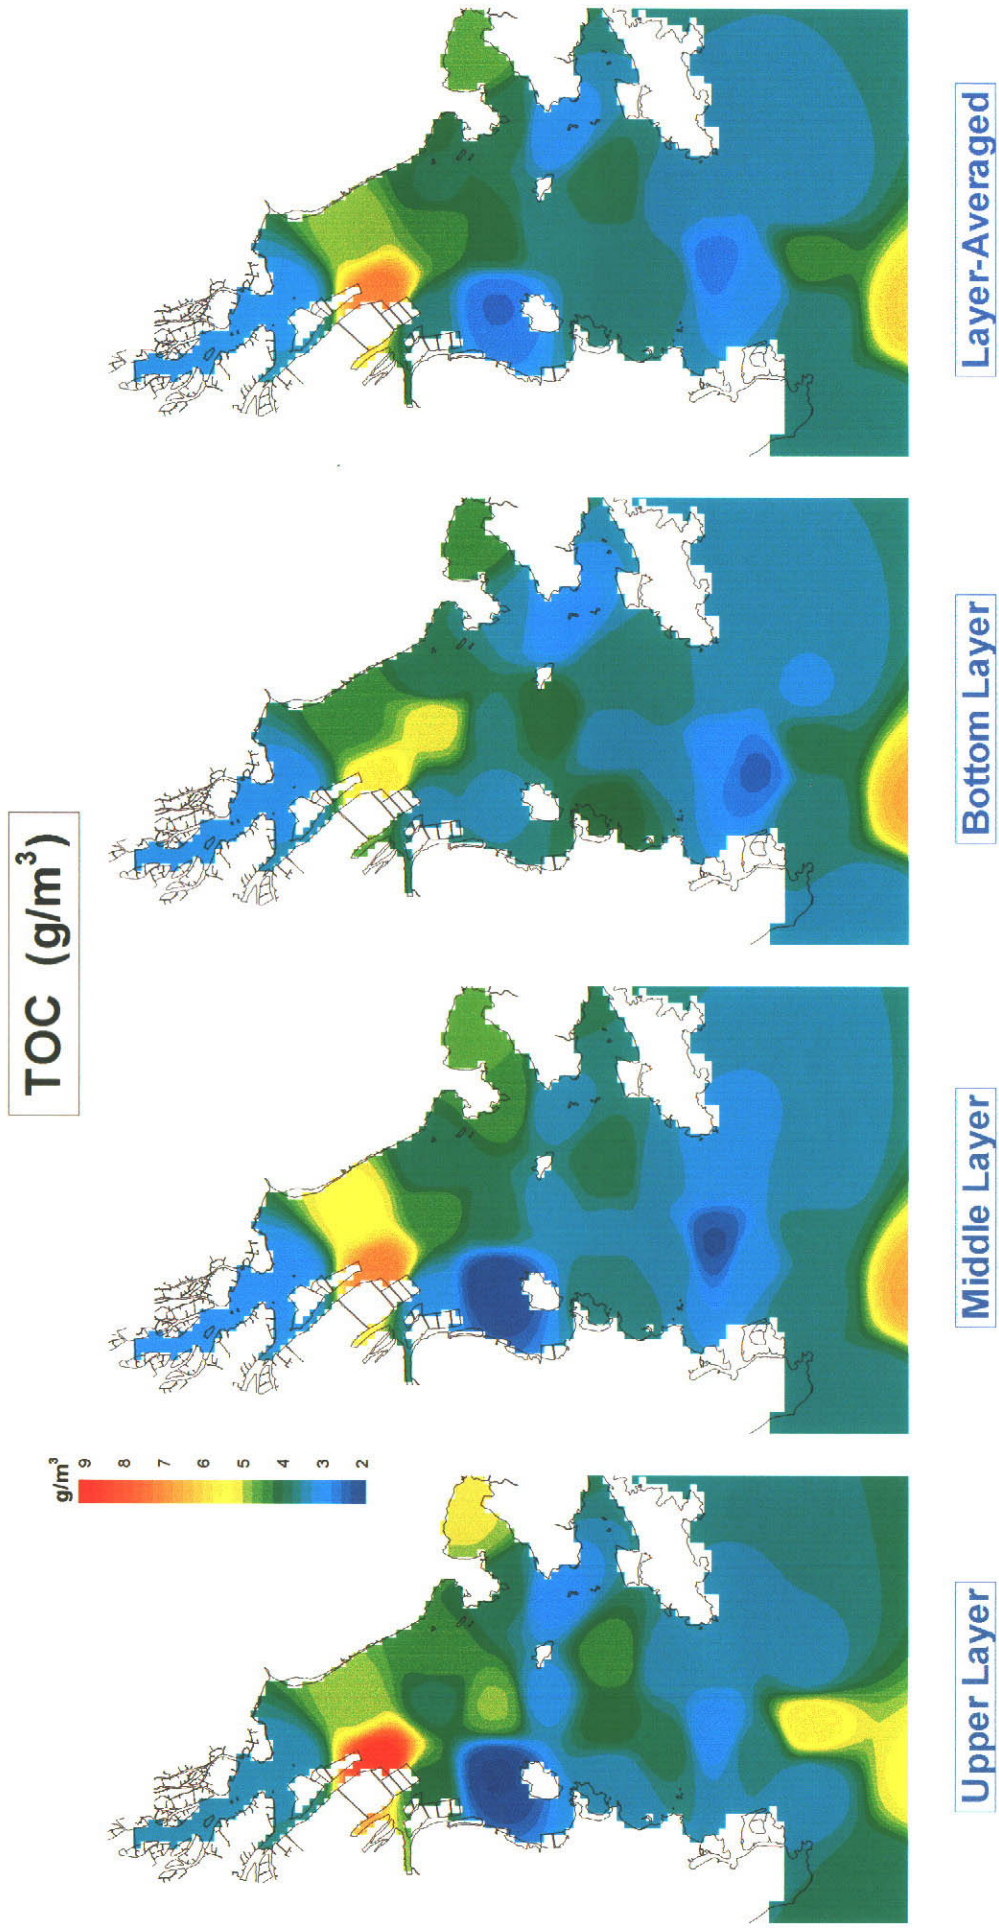 TOC (g/m³)
g/m³
9
8
7
6
5
4
3
2
Upper Layer
Middle Layer
Bottom Layer
Layer-Averaged